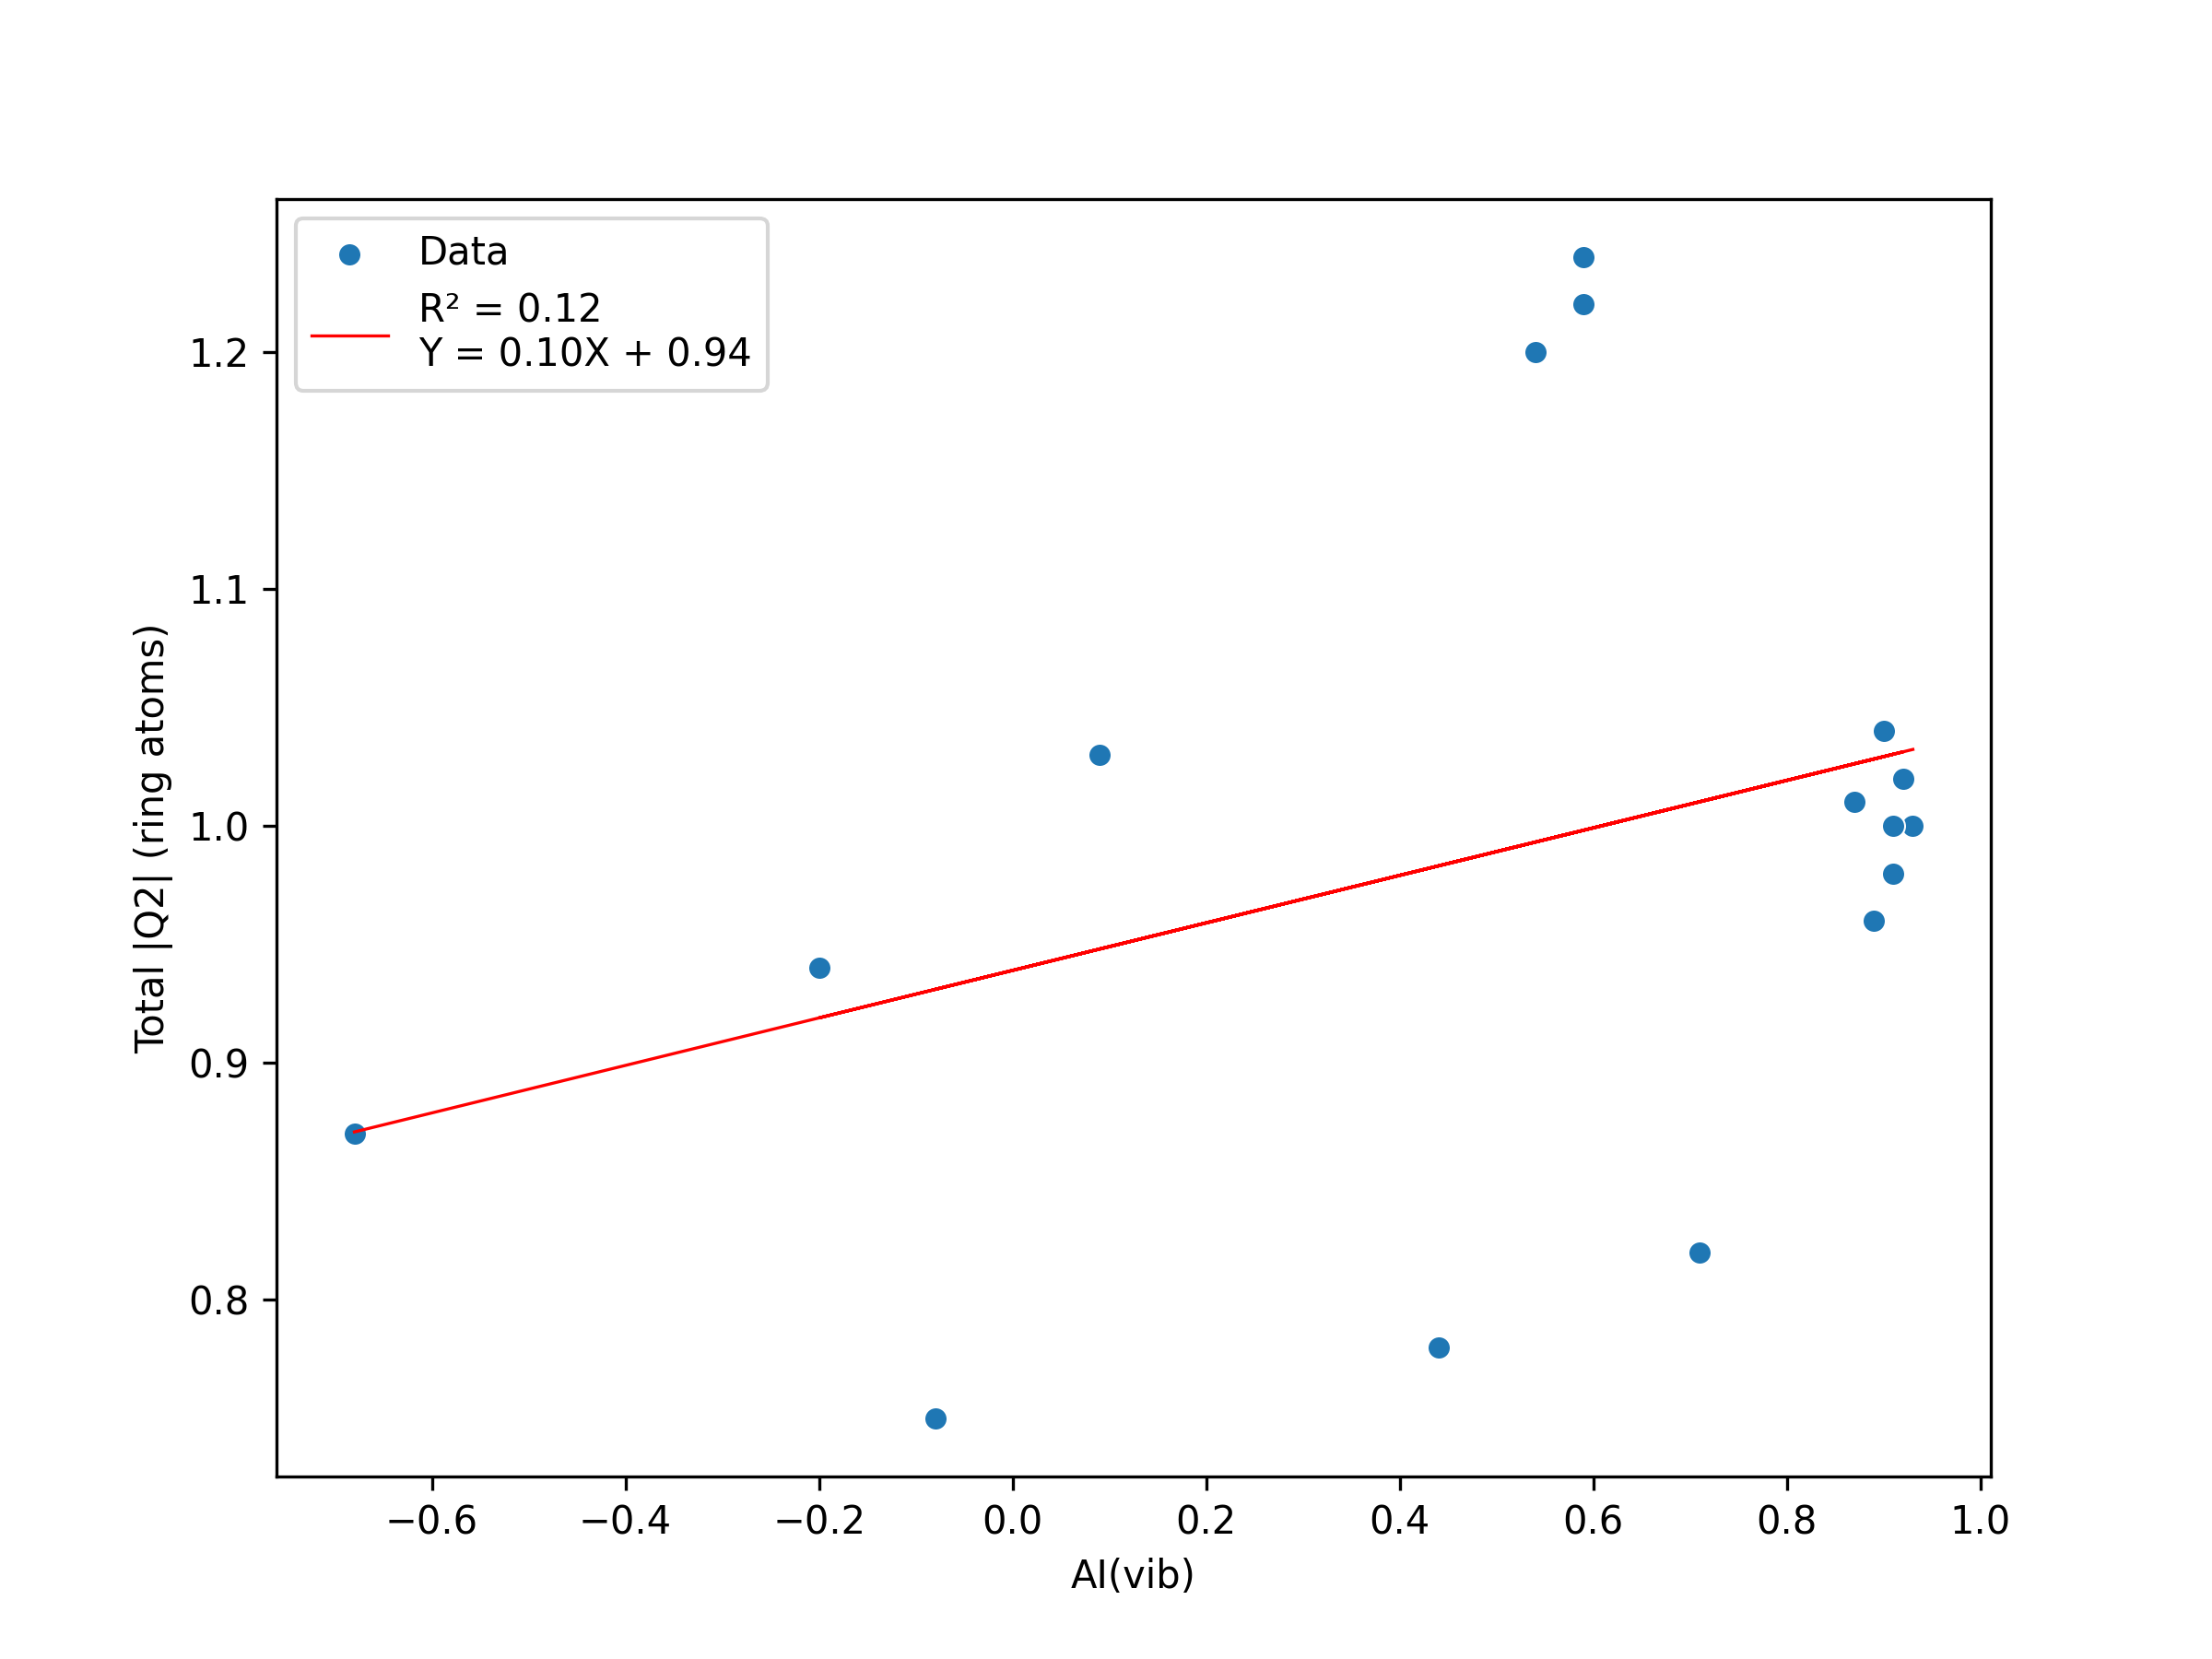 Data
R² = 0.12
Y = 0.10X + 0.94
1.2
1.1
1.0
0.9
0.8
Total |Q2| (ring atoms)
−0.6 −0.4 −0.2 0.0 0.2 0.4 0.6 0.8 1.0
AI(vib)